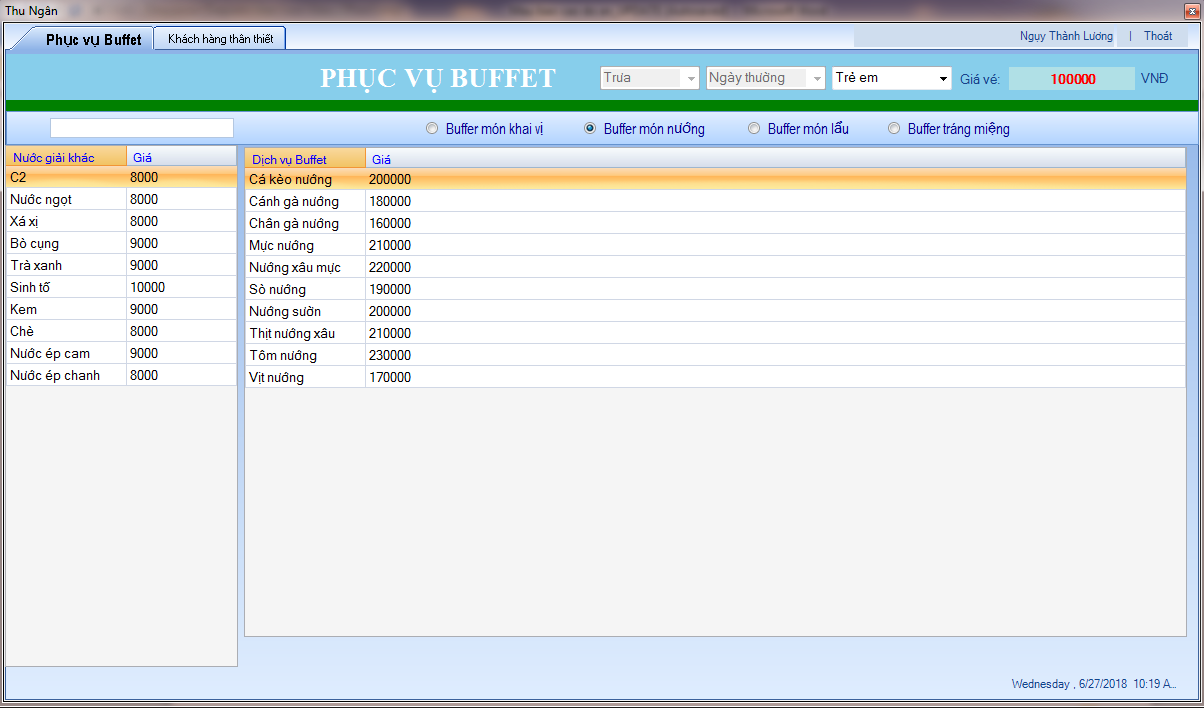 Thu Ngân
Phục vụ Buffet Khách hàng thân thiết Ngụy Thành Lương | Thoát
PHỤC VỤ BUFFET Trưa Ngày thường Trẻ em Giá vé: 100000 VNĐ
Buffer món khai vị Buffer món nướng Buffer món lẩu Buffer tráng miệng
Nước giải khác Giá Dịch vụ Buffet Giá
C2 8000 Cá kèo nướng 200000
Nước ngọt 8000 Cánh gà nướng 180000
Xá xị 8000 Chân gà nướng 160000
Bò cụng 9000 Mực nướng 210000
Trà xanh 9000 Nướng xâu mực 220000
Sinh tố 10000 Sò nướng 190000
Kem 9000 Nướng sườn 200000
Chè 8000 Thịt nướng xâu 210000
Nước ép cam 9000 Tôm nướng 230000
Nước ép chanh 8000 Vịt nướng 170000
Wednesday , 6/27/2018 10:19 A...